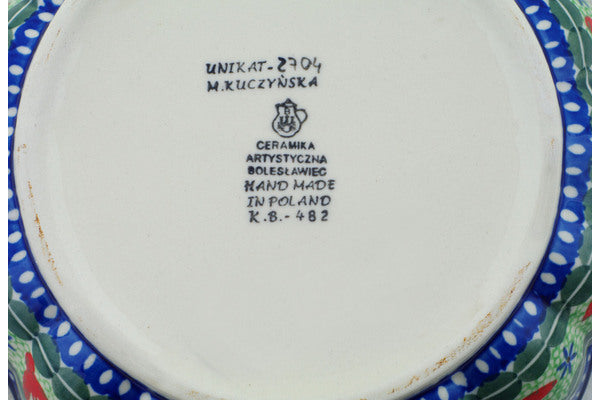 UNIKAT-2704
M.KUCZYŃSKA
CERAMIKA
ARTYSTYCZNA
BOLESŁAWIEC
HAND MADE
IN POLAND
K.B.-482